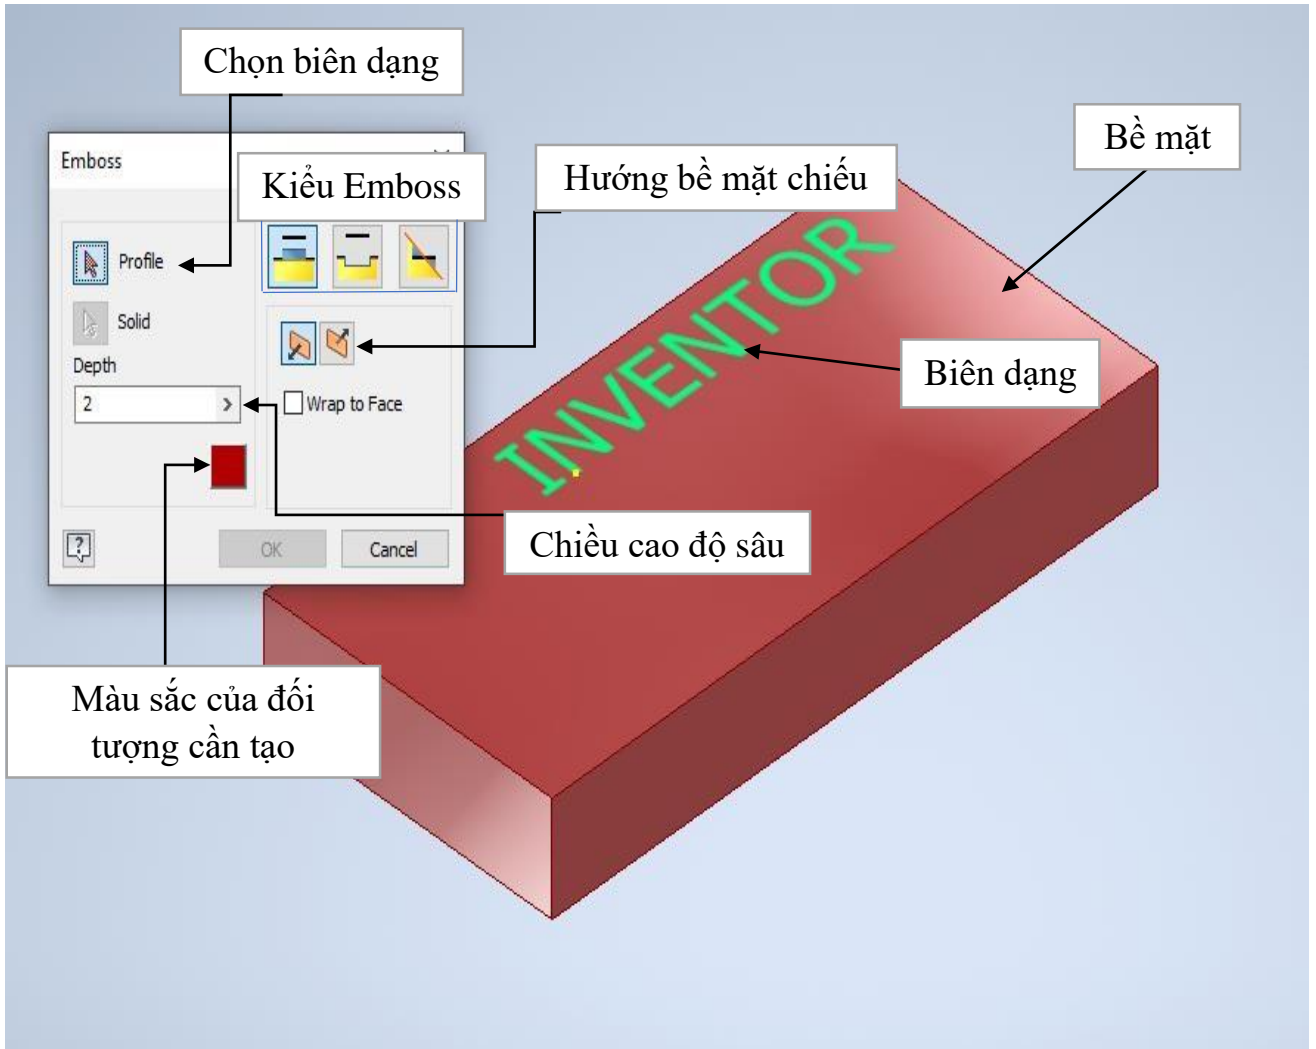 Chọn biên dạng
Bề mặt
Emboss
Kiểu Emboss
Hướng bề mặt chiếu
Profile
Solid
Depth
2
Wrap to Face
INVENTOR
Biên dạng
OK
Cancel
Chiều cao độ sâu
Màu sắc của đối
tượng cần tạo